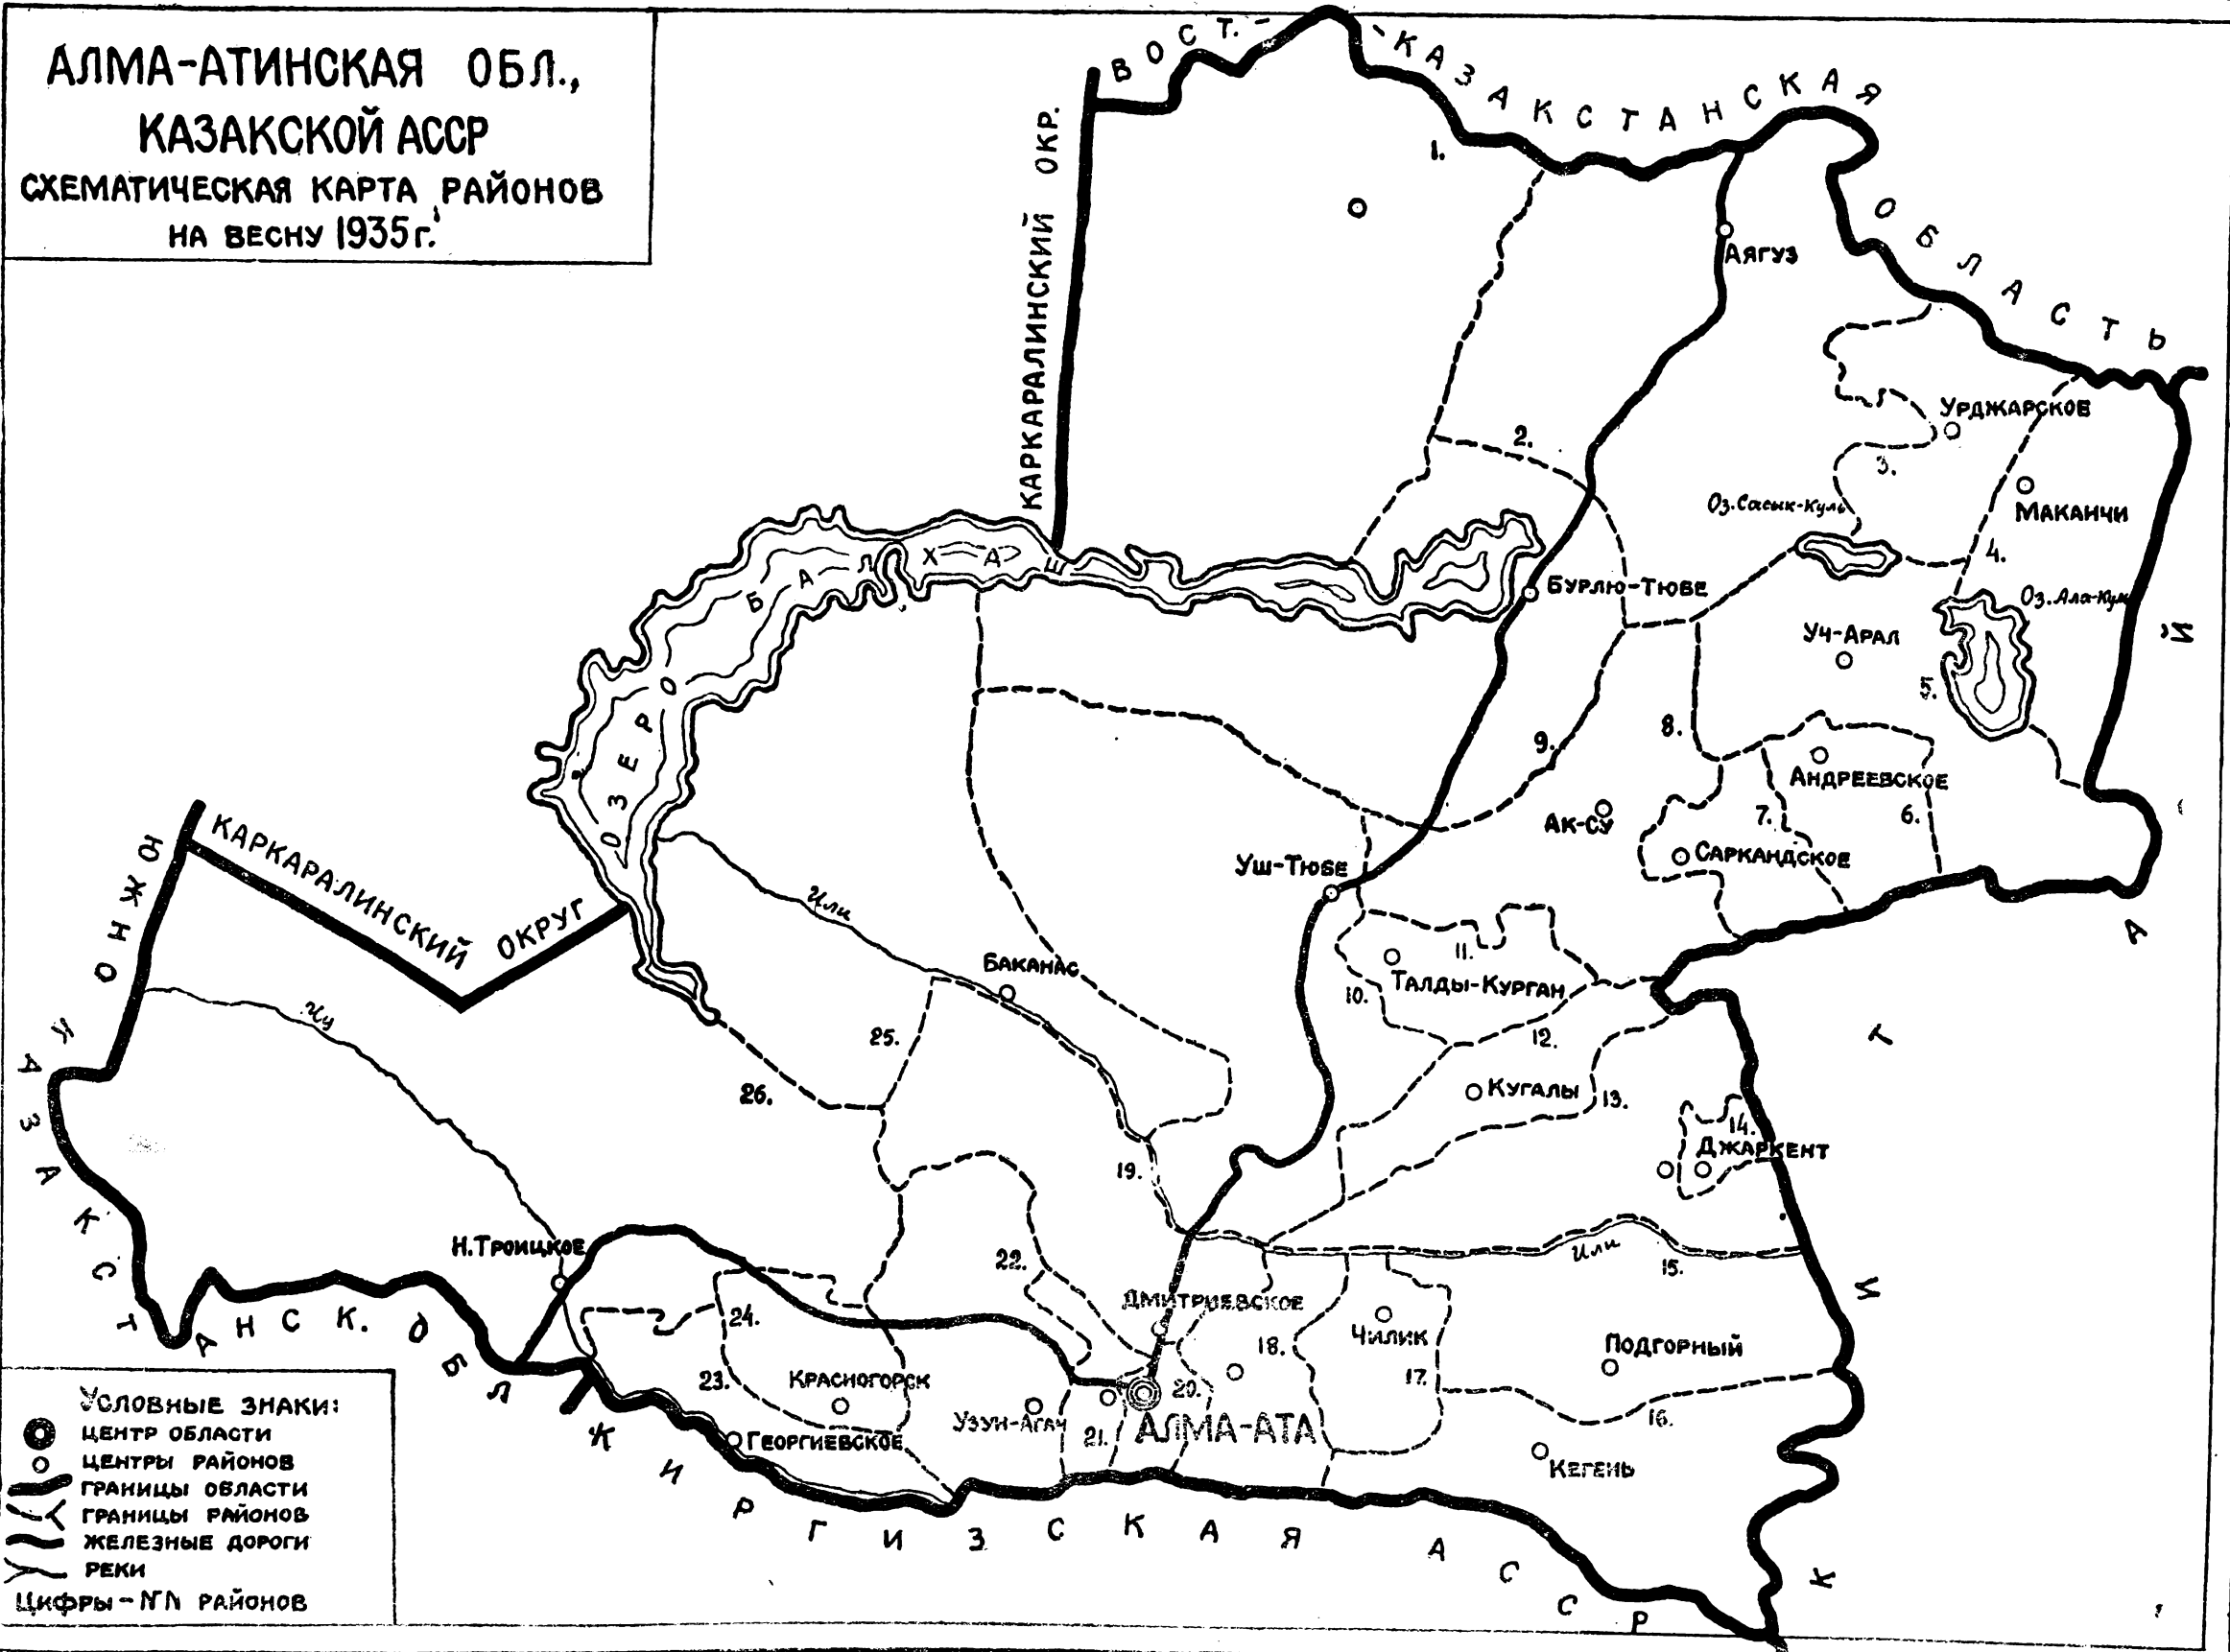 АЛМА-АТИНСКАЯ ОБЛ.,
КАЗАКСКОЙ АССР
СХЕМАТИЧЕСКАЯ КАРТА РАЙОНОВ
НА ВЕСНУ 1935г.
ВОСТ.-КАЗАКСТАНСКАЯ ОБЛАСТЬ
КАРКАРАЛИНСКИЙ ОКР.
1.
АЯГУЗ
2.
УРДЖАРСКОЕ
3.
Оз. Сасык-Куль
МАКАНЧИ
4.
Оз. Ала-Куль
БУРЛЮ-ТЮБЕ
УЧ-АРАЛ
5.
ОЗЕРО БАЛХАШ
8.
9.
АНДРЕЕВСКОЕ
7.
6.
АК-СУ
САРКАНДСКОЕ
УШ-ТЮБЕ
КАРКАРАЛИНСКИЙ ОКРУГ
Или
БАКАНАС
11.
ТАЛДЫ-КУРГАН
10.
12.
Чу
25.
26.
КУГАЛЫ
13.
14.
ДЖАРКЕНТ
19.
Н.ТРОИЦКОЕ
22.
Или
15.
ДМИТРИЕВСКОЕ
24.
18.
ЧИЛИК
ПОДГОРНЫЙ
23.
КРАСНОГОРСК
20.
17.
16.
УЗУН-АГАЧ
21.
АЛМА-АТА
ГЕОРГИЕВСКОЕ
КЕГЕНЬ
ЮЖНО КАЗАКСТАНСК. ОБЛ
КИРГИЗСКАЯ АССР
КИТАЙ
УСЛОВНЫЕ ЗНАКИ:
ЦЕНТР ОБЛАСТИ
ЦЕНТРЫ РАЙОНОВ
ГРАНИЦЫ ОБЛАСТИ
ГРАНИЦЫ РАЙОНОВ
ЖЕЛЕЗНЫЕ ДОРОГИ
РЕКИ
ЦИФРЫ-NN РАЙОНОВ